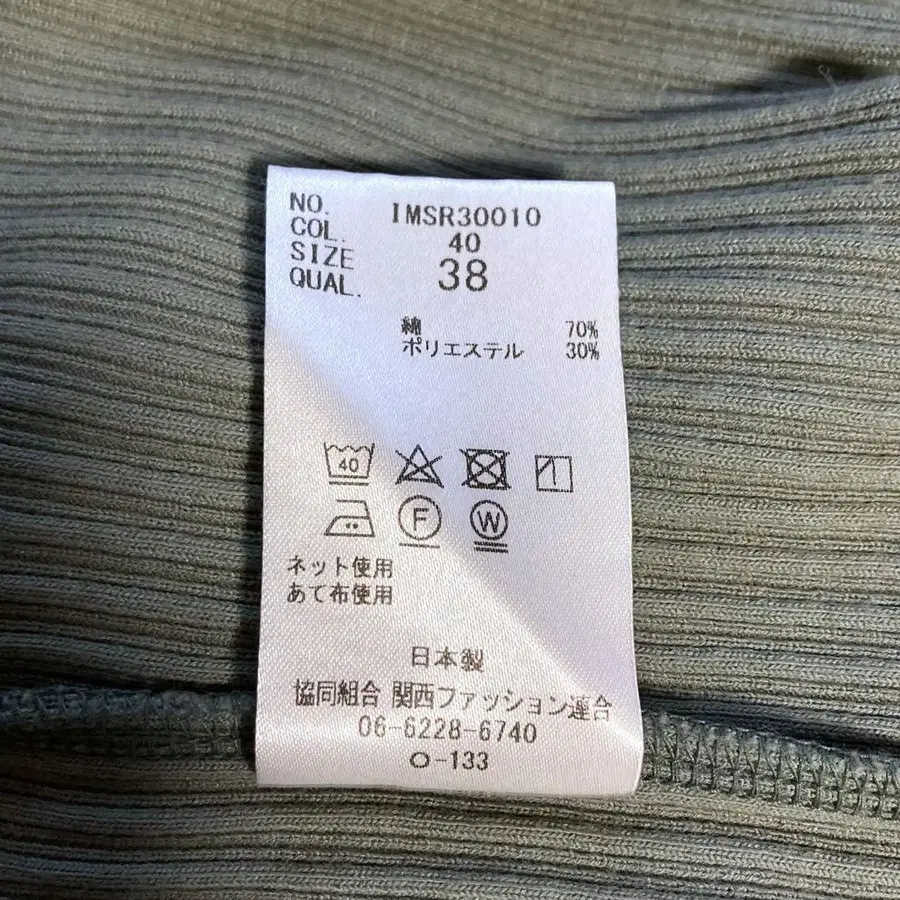 NO. IMSR30010
COL. 40
SIZE 38
QUAL.
綿 70%
ポリエステル 30%
40
F W
ネット使用
あて布使用
日本製
協同組合 関西ファッション連合
06-6228-6740
O-133